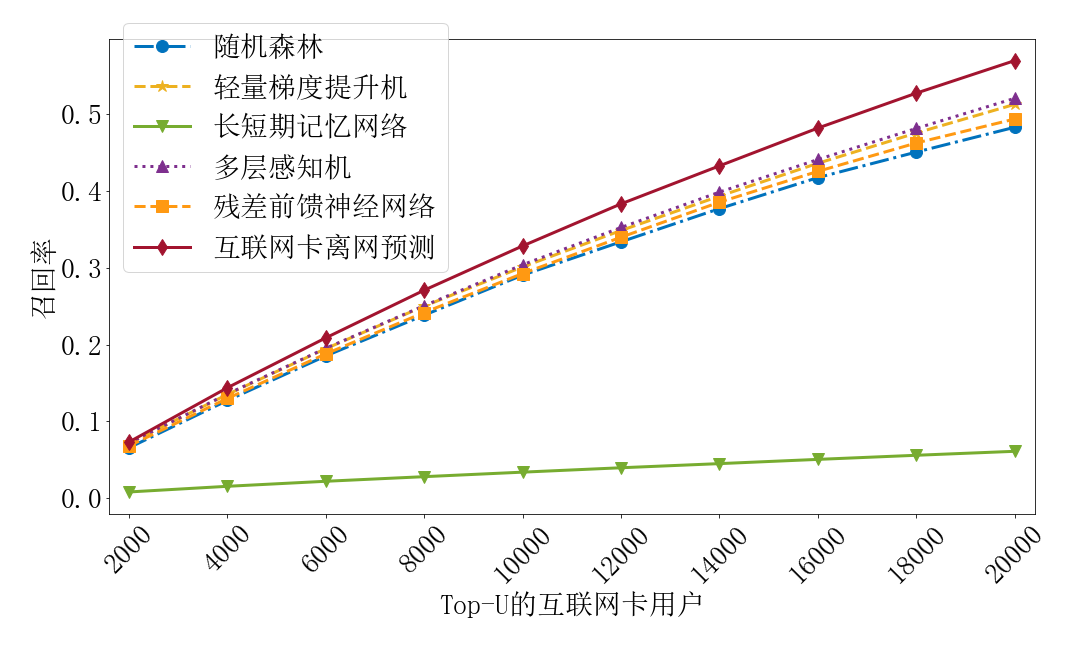 随机森林
轻量梯度提升机
长短期记忆网络
多层感知机
残差前馈神经网络
互联网卡离网预测
召回率
0.5
0.4
0.3
0.2
0.1
0.0
2000
4000
6000
8000
10000
12000
14000
16000
18000
20000
Top-U的互联网卡用户